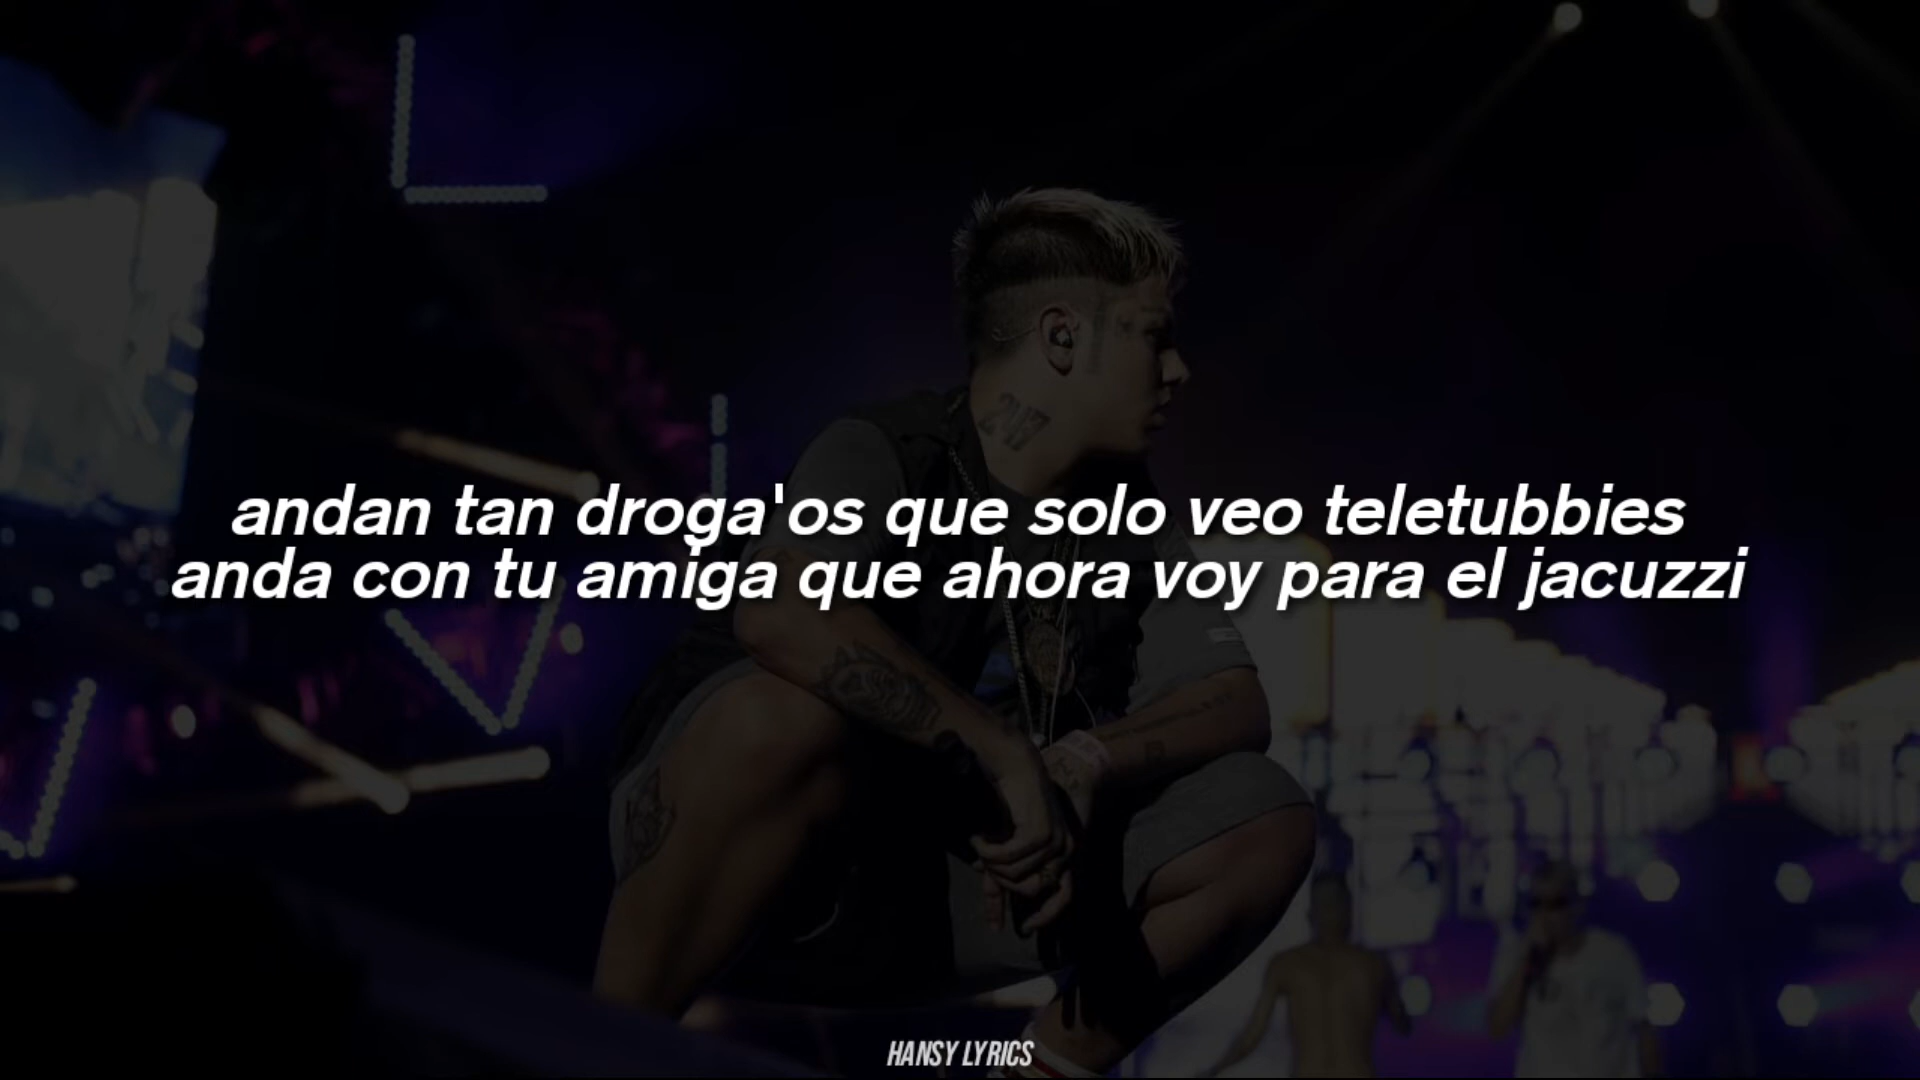 andan tan droga'os que solo veo teletubbies
anda con tu amiga que ahora voy para el jacuzzi
247
HANSY LYRICS